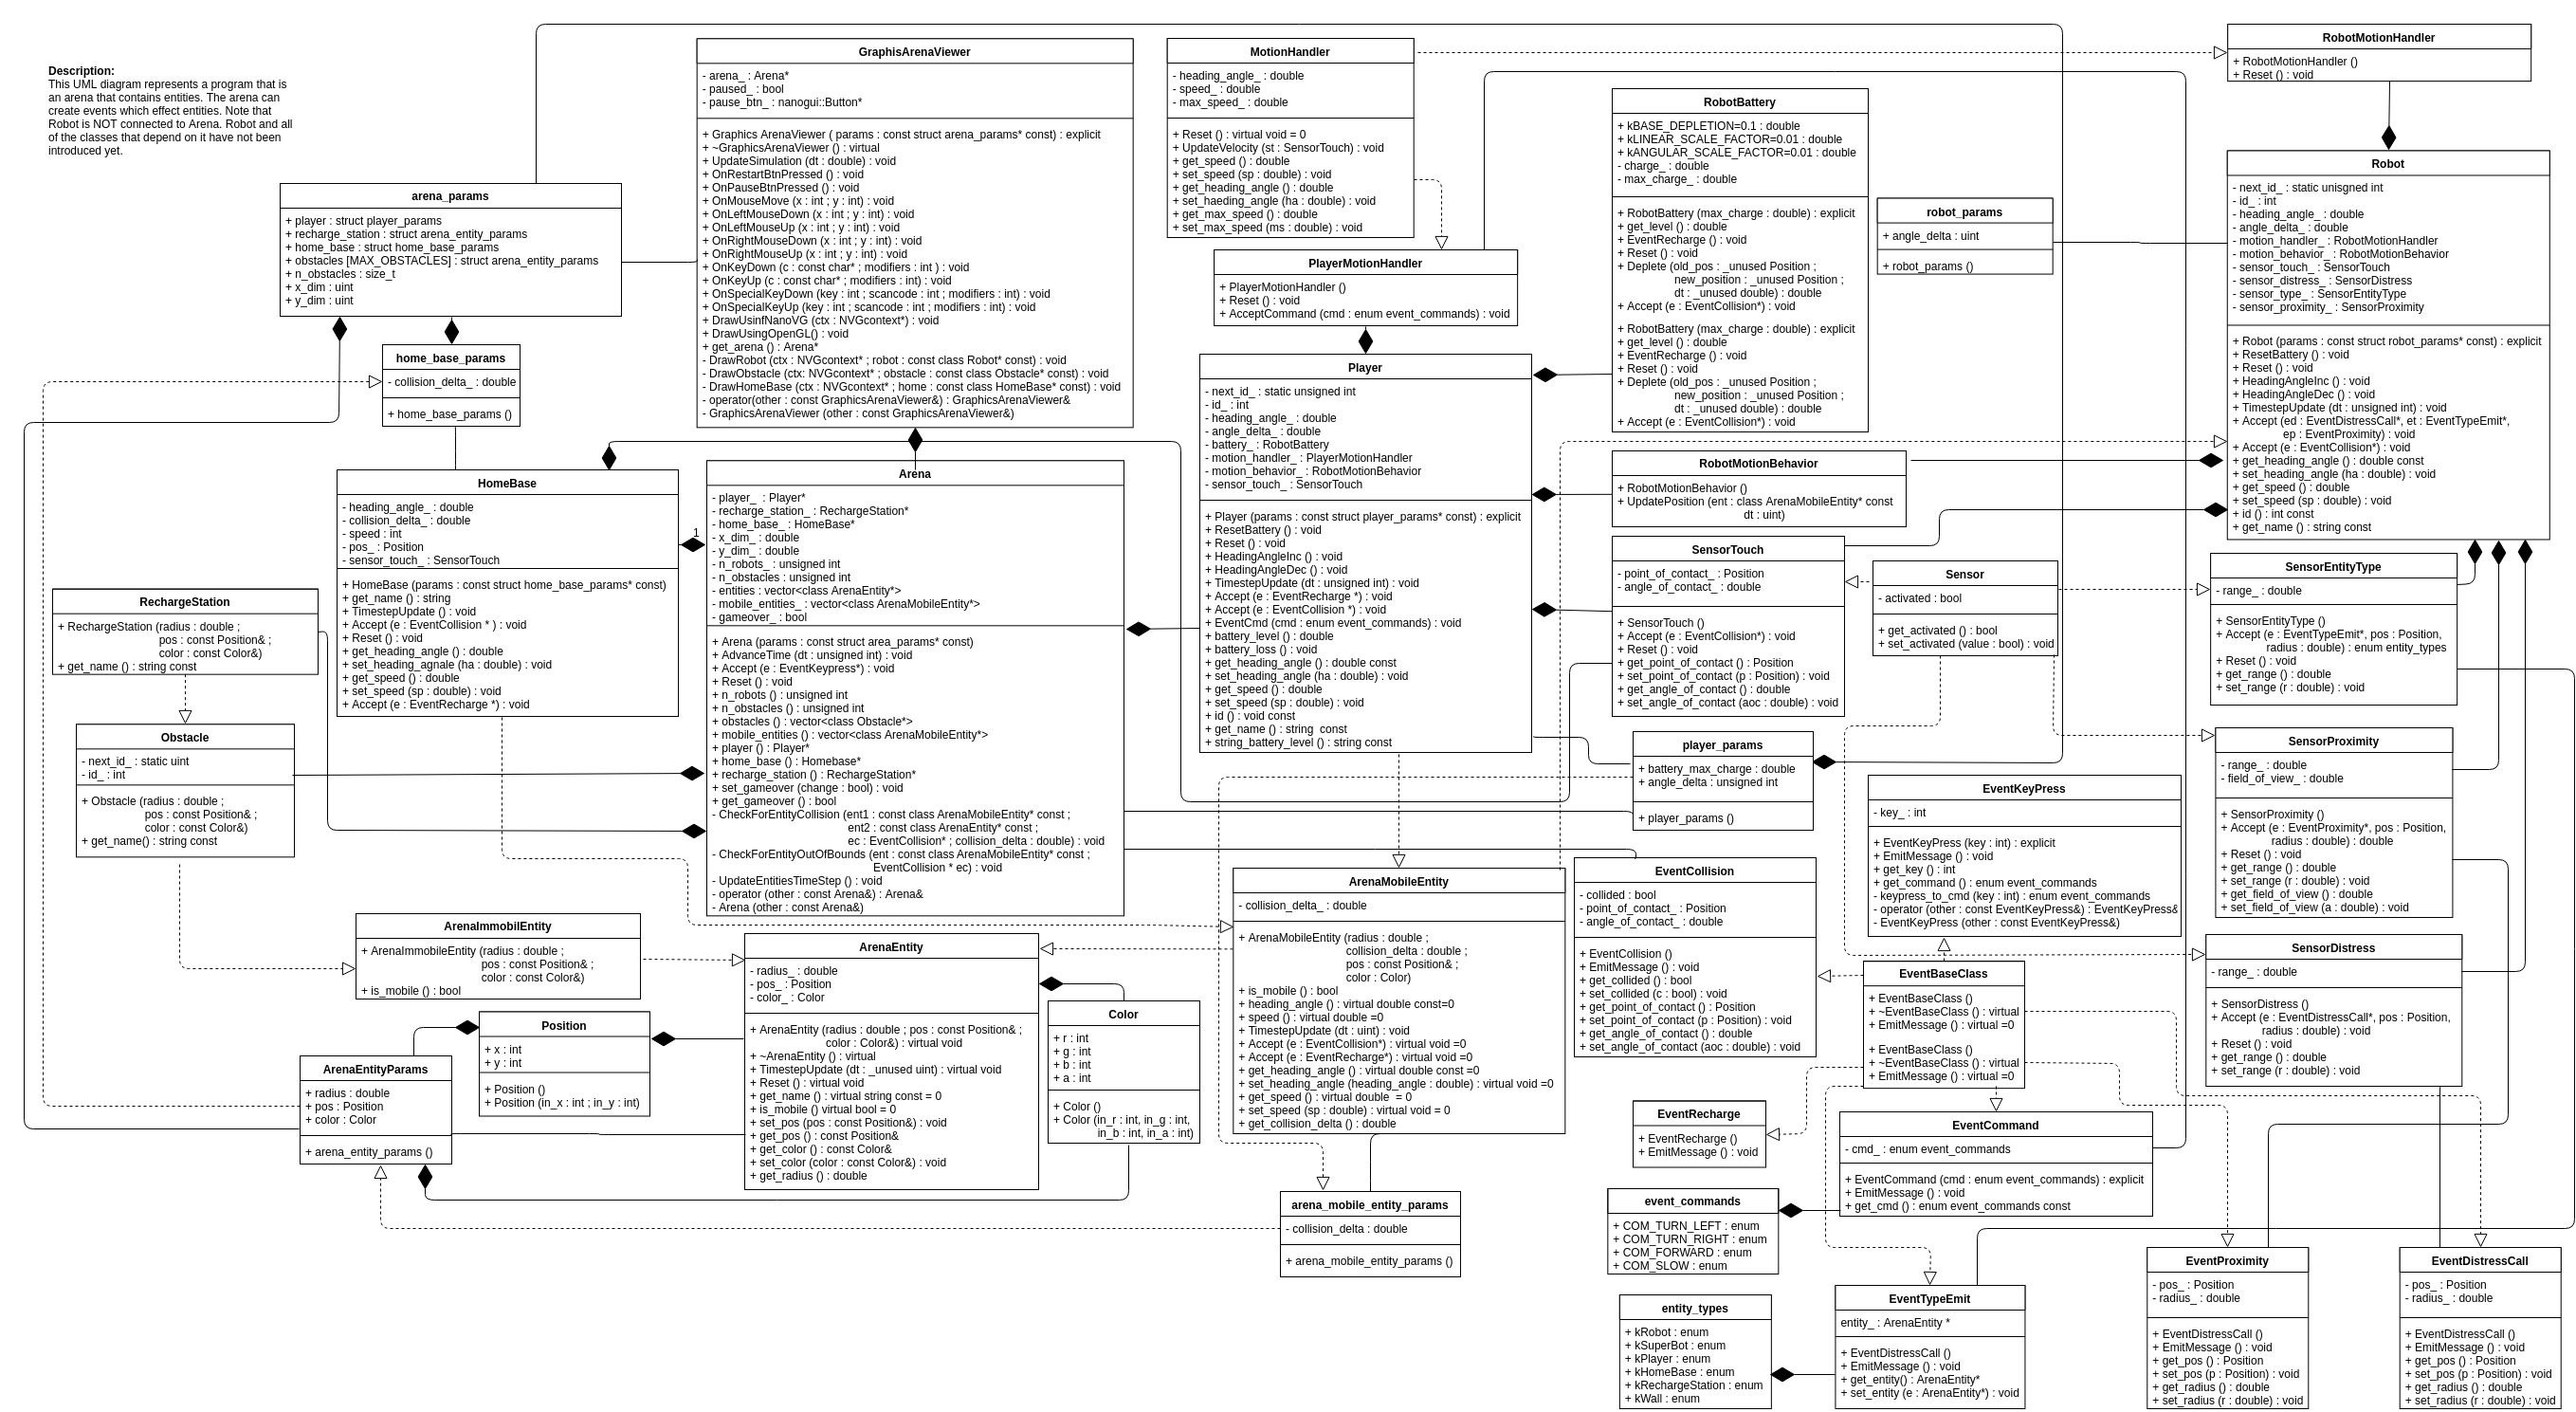 Description:
This UML diagram represents a program that is
an arena that contains entities. The arena can
create events which effect entities. Note that
Robot is NOT connected to Arena. Robot and all
of the classes that depend on it have not been
introduced yet.
arena_params
+ player : struct player_params
+ recharge_station : struct arena_entity_params
+ home_base : struct home_base_params
+ obstacles [MAX_OBSTACLES] : struct arena_entity_params
+ n_obstacles : size_t
+ x_dim : uint
+ y_dim : uint
home_base_params
- collision_delta_ : double
+ home_base_params ()
GraphisArenaViewer
- arena_ : Arena*
- paused_ : bool
- pause_btn_ : nanogui::Button*
+ Graphics ArenaViewer ( params : const struct arena_params* const) : explicit
+ ~GraphicsArenaViewer () : virtual
+ UpdateSimulation (dt : double) : void
+ OnRestartBtnPressed () : void
+ OnPauseBtnPressed () : void
+ OnMouseMove (x : int ; y : int) : void
+ OnLeftMouseDown (x : int ; y : int) : void
+ OnLeftMouseUp (x : int ; y : int) : void
+ OnRightMouseDown (x : int ; y : int) : void
+ OnRightMouseUp (x : int ; y : int) : void
+ OnKeyDown (c : const char* ; modifiers : int ) : void
+ OnKeyUp (c : const char* ; modifiers : int) : void
+ OnSpecialKeyDown (key : int ; scancode : int ; modifiers : int) : void
+ OnSpecialKeyUp (key : int ; scancode : int ; modifiers : int) : void
+ DrawUsinfNanoVG (ctx : NVGcontext*) : void
+ DrawUsingOpenGL() : void
+ get_arena () : Arena*
- DrawRobot (ctx : NVGcontext* ; robot : const class Robot* const) : void
- DrawObstacle (ctx: NVGcontext* ; obstacle : const class Obstacle* const) : void
- DrawHomeBase (ctx : NVGcontext* ; home : const class HomeBase* const) : void
- operator(other : const GraphicsArenaViewer&) : GraphicsArenaViewer&
- GraphicsArenaViewer (other : const GraphicsArenaViewer&)
MotionHandler
- heading_angle_ : double
- speed_ : double
- max_speed_ : double
+ Reset () : virtual void = 0
+ UpdateVelocity (st : SensorTouch) : void
+ get_speed () : double
+ set_speed (sp : double) : void
+ get_heading_angle () : double
+ set_haeding_angle (ha : double) : void
+ get_max_speed () : double
+ set_max_speed (ms : double) : void
PlayerMotionHandler
+ PlayerMotionHandler ()
+ Reset () : void
+ AcceptCommand (cmd : enum event_commands) : void
RobotBattery
+ kBASE_DEPLETION=0.1 : double
+ kLINEAR_SCALE_FACTOR=0.01 : double
+ kANGULAR_SCALE_FACTOR=0.01 : double
- charge_ : double
- max_charge_ : double
+ RobotBattery (max_charge : double) : explicit
+ get_level () : double
+ EventRecharge () : void
+ Reset () : void
+ Deplete (old_pos : _unused Position ;
new_position : _unused Position ;
dt : _unused double) : double
+ Accept (e : EventCollision*) : void
+ RobotBattery (max_charge : double) : explicit
+ get_level () : double
+ EventRecharge () : void
+ Reset () : void
+ Deplete (old_pos : _unused Position ;
new_position : _unused Position ;
dt : _unused double) : double
+ Accept (e : EventCollision*) : void
robot_params
+ angle_delta : uint
+ robot_params ()
RobotMotionHandler
+ RobotMotionHandler ()
+ Reset () : void
Robot
- next_id_ : static unisgned int
- id_ : int
- heading_angle_ : double
- angle_delta_ : double
- motion_handler_ : RobotMotionHandler
- motion_behavior_ : RobotMotionBehavior
- sensor_touch_ : SensorTouch
- sensor_distress_ : SensorDistress
- sensor_type_ : SensorEntityType
- sensor_proximity_ : SensorProximity
+ Robot (params : const struct robot_params* const) : explicit
+ ResetBattery () : void
+ Reset () : void
+ HeadingAngleInc () : void
+ HeadingAngleDec () : void
+ TimestepUpdate (dt : unsigned int) : void
+ Accept (ed : EventDistressCall*, et : EventTypeEmit*,
ep : EventProximity) : void
+ Accept (e : EventCollision*) : void
+ get_heading_angle () : double const
+ set_heading_angle (ha : double) : void
+ get_speed () : double
+ set_speed (sp : double) : void
+ id () : int const
+ get_name () : string const
HomeBase
- heading_angle_ : double
- collision_delta_ : double
- speed : int
- pos_ : Position
- sensor_touch_ : SensorTouch
+ HomeBase (params : const struct home_base_params* const)
+ get_name () : string
+ TimestepUpdate () : void
+ Accept (e : EventCollision * ) : void
+ Reset () : void
+ get_heading_angle () : double
+ set_heading_agnale (ha : double) : void
+ get_speed () : double
+ set_speed (sp : double) : void
+ Accept (e : EventRecharge *) : void
1
Arena
- player_ : Player*
- recharge_station_ : RechargeStation*
- home_base_ : HomeBase*
- x_dim_ : double
- y_dim_ : double
- n_robots_ : unsigned int
- n_obstacles : unsigned int
- entities : vector<class ArenaEntity*>
- mobile_entities_ : vector<class ArenaMobileEntity*>
- gameover_ : bool
+ Arena (params : const struct area_params* const)
+ AdvanceTime (dt : unsigned int) : void
+ Accept (e : EventKeypress*) : void
+ Reset () : void
+ n_robots () : unsigned int
+ n_obstacles () : unsigned int
+ obstacles () : vector<class Obstacle*>
+ mobile_entities () : vector<class ArenaMobileEntity*>
+ player () : Player*
+ home_base () : Homebase*
+ recharge_station () : RechargeStation*
+ set_gameover (change : bool) : void
+ get_gameover () : bool
- CheckForEntityCollision (ent1 : const class ArenaMobileEntity* const ;
ent2 : const class ArenaEntity* const ;
ec : EventCollision* ; collision_delta : double) : void
- CheckForEntityOutOfBounds (ent : const class ArenaMobileEntity* const ;
EventCollision * ec) : void
- UpdateEntitiesTimeStep () : void
- operator (other : const Arena&) : Arena&
- Arena (other : const Arena&)
Player
- next_id_ : static unsigned int
- id_ : int
- heading_angle_ : double
- angle_delta_ : double
- battery_ : RobotBattery
- motion_handler_ : PlayerMotionHandler
- motion_behavior_ : RobotMotionBehavior
- sensor_touch_ : SensorTouch
+ Player (params : const struct player_params* const) : explicit
+ ResetBattery () : void
+ Reset () : void
+ HeadingAngleInc () : void
+ HeadingAngleDec () : void
+ TimestepUpdate (dt : unsigned int) : void
+ Accept (e : EventRecharge *) : void
+ Accept (e : EventCollision *) : void
+ EventCmd (cmd : enum event_commands) : void
+ battery_level () : double
+ battery_loss () : void
+ get_heading_angle () : double const
+ set_heading_angle (ha : double) : void
+ get_speed () : double
+ set_speed (sp : double) : void
+ id () : void const
+ get_name () : string const
+ string_battery_level () : string const
RobotMotionBehavior
+ RobotMotionBehavior ()
+ UpdatePosition (ent : class ArenaMobileEntity* const
dt : uint)
SensorTouch
- point_of_contact_ : Position
- angle_of_contact_ : double
+ SensorTouch ()
+ Accept (e : EventCollision*) : void
+ Reset () : void
+ get_point_of_contact () : Position
+ set_point_of_contact (p : Position) : void
+ get_angle_of_contact () : double
+ set_angle_of_contact (aoc : double) : void
Sensor
- activated : bool
+ get_activated () : bool
+ set_activated (value : bool) : void
SensorEntityType
- range_ : double
+ SensorEntityType ()
+ Accept (e : EventTypeEmit*, pos : Position,
radius : double) : enum entity_types
+ Reset () : void
+ get_range () : double
+ set_range (r : double) : void
RechargeStation
+ RechargeStation (radius : double ;
pos : const Position& ;
color : const Color&)
+ get_name () : string const
Obstacle
- next_id_ : static uint
- id_ : int
+ Obstacle (radius : double ;
pos : const Position& ;
color : const Color&)
+ get_name() : string const
player_params
+ battery_max_charge : double
+ angle_delta : unsigned int
+ player_params ()
EventKeyPress
- key_ : int
+ EventKeyPress (key : int) : explicit
+ EmitMessage () : void
+ get_key () : int
+ get_command () : enum event_commands
- keypress_to_cmd (key : int) : enum event_commands
- operator (other : const EventKeyPress&) : EventKeyPress&
- EventKeyPress (other : const EventKeyPress&)
SensorProximity
- range_ : double
- field_of_view_ : double
+ SensorProximity ()
+ Accept (e : EventProximity*, pos : Position,
radius : double) : double
+ Reset () : void
+ get_range () : double
+ set_range (r : double) : void
+ get_field_of_view () : double
+ set_field_of_view (a : double) : void
ArenaImmobilEntity
+ ArenaImmobilEntity (radius : double ;
pos : const Position& ;
color : const Color&)
+ is_mobile () : bool
ArenaEntity
- radius_ : double
- pos_ : Position
- color_ : Color
+ ArenaEntity (radius : double ; pos : const Position& ;
color : Color&) : virtual void
+ ~ArenaEntity () : virtual
+ TimestepUpdate (dt : _unused uint) : virtual void
+ Reset () : virtual void
+ get_name () : virtual string const = 0
+ is_mobile () virtual bool = 0
+ set_pos (pos : const Position&) : void
+ get_pos () : const Position&
+ get_color () : const Color&
+ set_color (color : const Color&) : void
+ get_radius () : double
ArenaMobileEntity
- collision_delta_ : double
+ ArenaMobileEntity (radius : double ;
collision_delta : double ;
pos : const Position& ;
color : Color)
+ is_mobile () : bool
+ heading_angle () : virtual double const=0
+ speed () : virtual double =0
+ TimestepUpdate (dt : uint) : void
+ Accept (e : EventCollision*) : virtual void =0
+ Accept (e : EventRecharge*) : virtual void =0
+ get_heading_angle () : virtual double const =0
+ set_heading_angle (heading_angle : double) : virtual void =0
+ get_speed () : virtual double = 0
+ set_speed (sp : double) : virtual void = 0
+ get_collision_delta () : double
EventCollision
- collided : bool
- point_of_contact_ : Position
- angle_of_contact_ : double
+ EventCollision ()
+ EmitMessage () : void
+ get_collided () : bool
+ set_collided (c : bool) : void
+ get_point_of_contact () : Position
+ set_point_of_contact (p : Position) : void
+ get_angle_of_contact () : double
+ set_angle_of_contact (aoc : double) : void
EventBaseClass
+ EventBaseClass ()
+ ~EventBaseClass () : virtual
+ EmitMessage () : virtual =0
+ EventBaseClass ()
+ ~EventBaseClass () : virtual
+ EmitMessage () : virtual =0
SensorDistress
- range_ : double
+ SensorDistress ()
+ Accept (e : EventDistressCall*, pos : Position,
radius : double) : void
+ Reset () : void
+ get_range () : double
+ set_range (r : double) : void
Position
+ x : int
+ y : int
+ Position ()
+ Position (in_x : int ; in_y : int)
Color
+ r : int
+ g : int
+ b : int
+ a : int
+ Color ()
+ Color (in_r : int, in_g : int,
in_b : int, in_a : int)
ArenaEntityParams
+ radius : double
+ pos : Position
+ color : Color
+ arena_entity_params ()
EventRecharge
+ EventRecharge ()
+ EmitMessage () : void
EventCommand
- cmd_ : enum event_commands
+ EventCommand (cmd : enum event_commands) : explicit
+ EmitMessage () : void
+ get_cmd () : enum event_commands const
arena_mobile_entity_params
- collision_delta : double
+ arena_mobile_entity_params ()
event_commands
+ COM_TURN_LEFT : enum
+ COM_TURN_RIGHT : enum
+ COM_FORWARD : enum
+ COM_SLOW : enum
entity_types
+ kRobot : enum
+ kSuperBot : enum
+ kPlayer : enum
+ kHomeBase : enum
+ kRechargeStation : enum
+ kWall : enum
EventTypeEmit
entity_ : ArenaEntity *
+ EventDistressCall ()
+ EmitMessage () : void
+ get_entity() : ArenaEntity*
+ set_entity (e : ArenaEntity*) : void
EventProximity
- pos_ : Position
- radius_ : double
+ EventDistressCall ()
+ EmitMessage () : void
+ get_pos () : Position
+ set_pos (p : Position) : void
+ get_radius () : double
+ set_radius (r : double) : void
EventDistressCall
- pos_ : Position
- radius_ : double
+ EventDistressCall ()
+ EmitMessage () : void
+ get_pos () : Position
+ set_pos (p : Position) : void
+ get_radius () : double
+ set_radius (r : double) : void